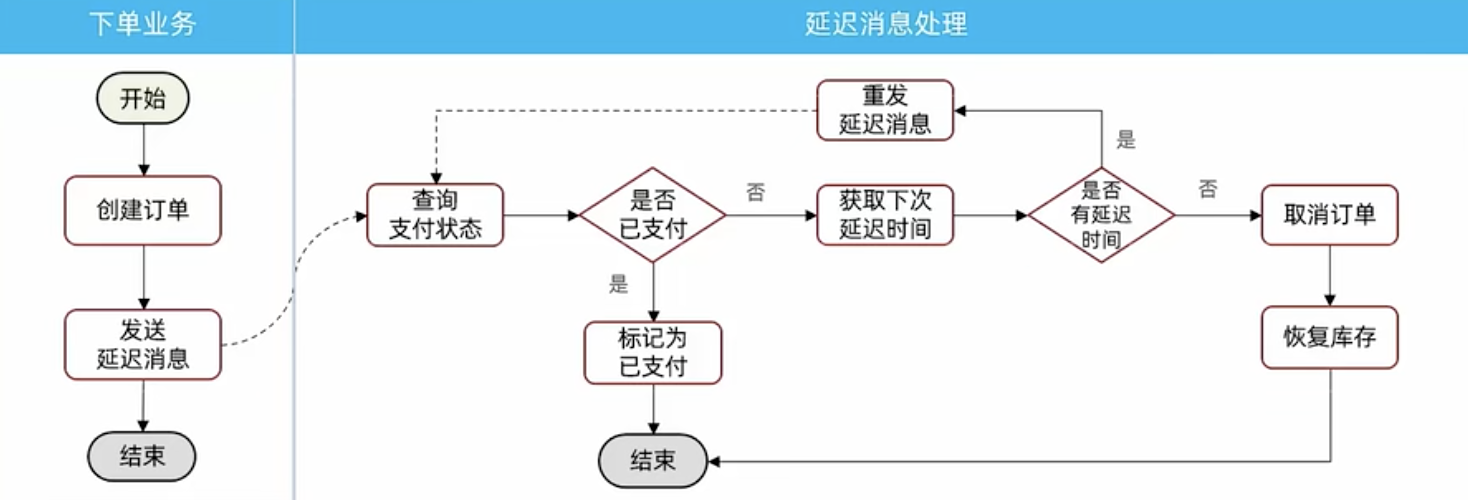 下单业务
延迟消息处理
开始
创建订单
发送
延迟消息
结束
重发
延迟消息
是
查询
支付状态
是否
已支付
否
获取下次
延迟时间
是否
有延迟
时间
否
取消订单
是
标记为
已支付
恢复库存
结束